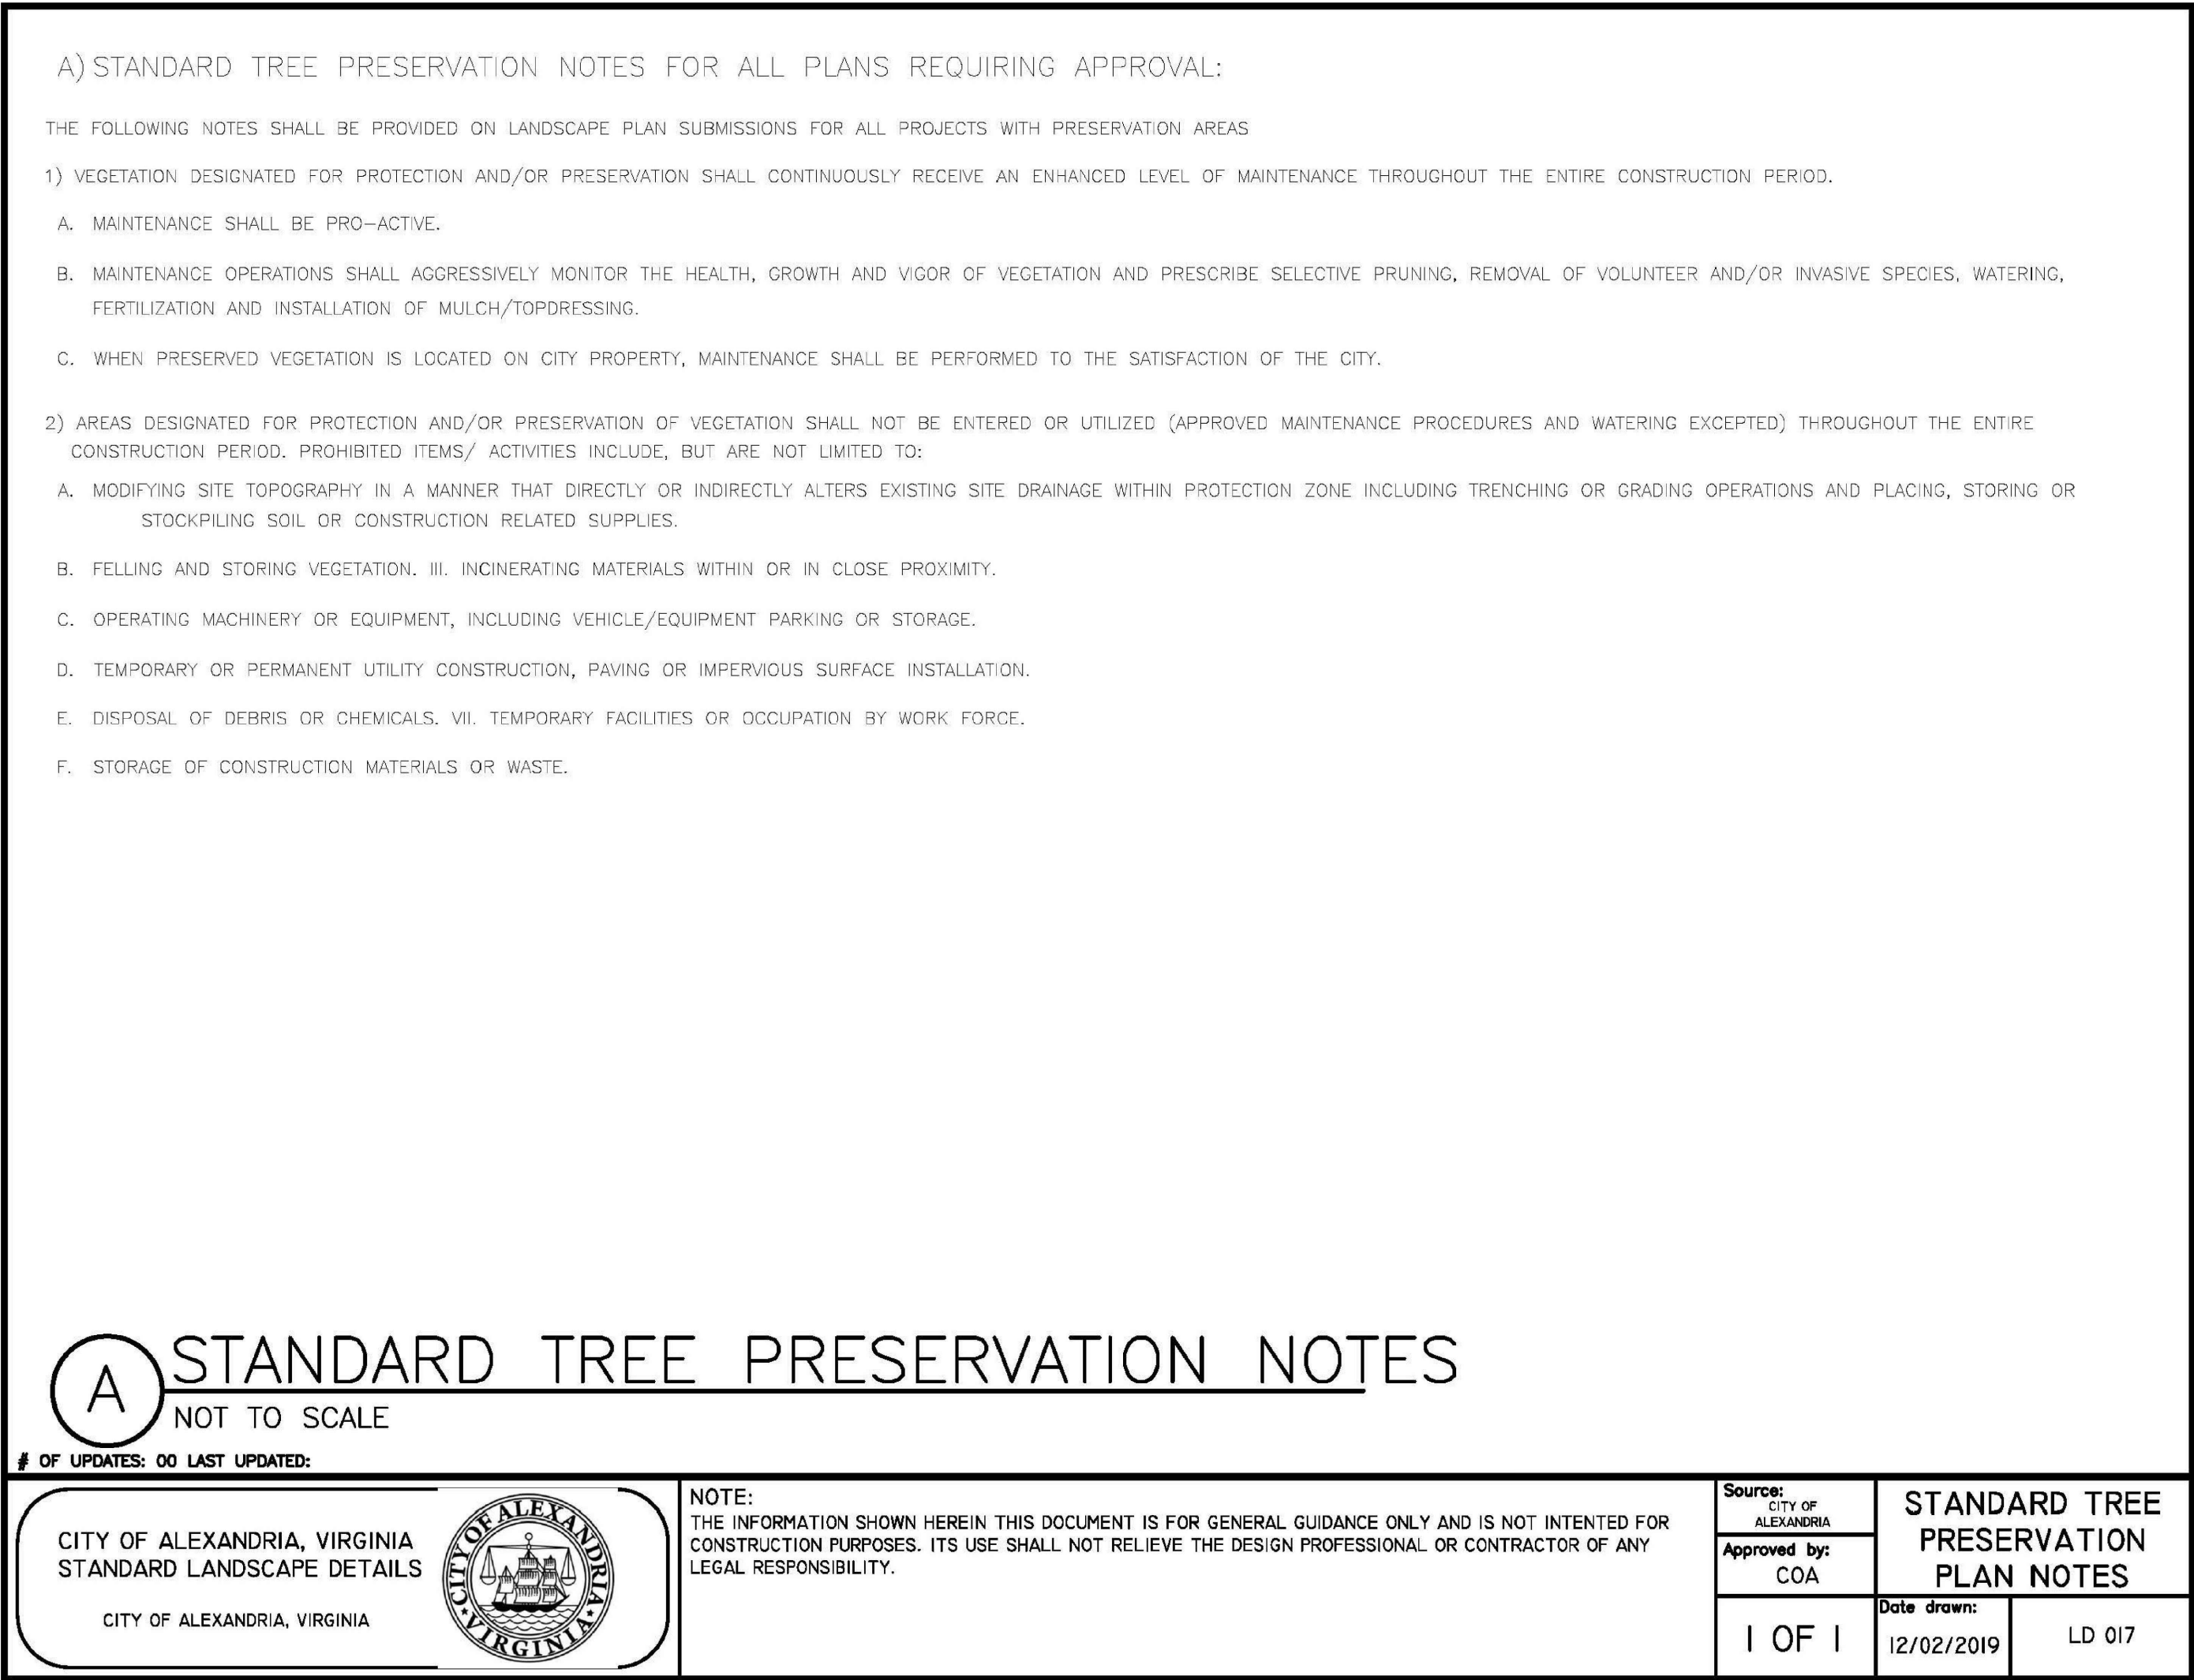 A) STANDARD TREE PRESERVATION NOTES FOR ALL PLANS REQUIRING APPROVAL:
THE FOLLOWING NOTES SHALL BE PROVIDED ON LANDSCAPE PLAN SUBMISSIONS FOR ALL PROJECTS WITH PRESERVATION AREAS
1) VEGETATION DESIGNATED FOR PROTECTION AND/OR PRESERVATION SHALL CONTINUOUSLY RECEIVE AN ENHANCED LEVEL OF MAINTENANCE THROUGHOUT THE ENTIRE CONSTRUCTION PERIOD.
A. MAINTENANCE SHALL BE PRO-ACTIVE.
B. MAINTENANCE OPERATIONS SHALL AGGRESSIVELY MONITOR THE HEALTH, GROWTH AND VIGOR OF VEGETATION AND PRESCRIBE SELECTIVE PRUNING, REMOVAL OF VOLUNTEER AND/OR INVASIVE SPECIES, WATERING,
FERTILIZATION AND INSTALLATION OF MULCH/TOPDRESSING.
C. WHEN PRESERVED VEGETATION IS LOCATED ON CITY PROPERTY, MAINTENANCE SHALL BE PERFORMED TO THE SATISFACTION OF THE CITY.
2) AREAS DESIGNATED FOR PROTECTION AND/OR PRESERVATION OF VEGETATION SHALL NOT BE ENTERED OR UTILIZED (APPROVED MAINTENANCE PROCEDURES AND WATERING EXCEPTED) THROUGHOUT THE ENTIRE
CONSTRUCTION PERIOD. PROHIBITED ITEMS/ ACTIVITIES INCLUDE, BUT ARE NOT LIMITED TO:
A. MODIFYING SITE TOPOGRAPHY IN A MANNER THAT DIRECTLY OR INDIRECTLY ALTERS EXISTING SITE DRAINAGE WITHIN PROTECTION ZONE INCLUDING TRENCHING OR GRADING OPERATIONS AND PLACING, STORING OR
STOCKPILING SOIL OR CONSTRUCTION RELATED SUPPLIES.
B. FELLING AND STORING VEGETATION. III. INCINERATING MATERIALS WITHIN OR IN CLOSE PROXIMITY.
C. OPERATING MACHINERY OR EQUIPMENT, INCLUDING VEHICLE/EQUIPMENT PARKING OR STORAGE.
D. TEMPORARY OR PERMANENT UTILITY CONSTRUCTION, PAVING OR IMPERVIOUS SURFACE INSTALLATION.
E. DISPOSAL OF DEBRIS OR CHEMICALS. VII. TEMPORARY FACILITIES OR OCCUPATION BY WORK FORCE.
F. STORAGE OF CONSTRUCTION MATERIALS OR WASTE.
A STANDARD TREE PRESERVATION NOTES
NOT TO SCALE
# OF UPDATES: 00 LAST UPDATED:
CITY OF ALEXANDRIA, VIRGINIA
STANDARD LANDSCAPE DETAILS
CITY OF ALEXANDRIA, VIRGINIA
CITY OF ALEXANDRIA
VIRGINIA
NOTE:
THE INFORMATION SHOWN HEREIN THIS DOCUMENT IS FOR GENERAL GUIDANCE ONLY AND IS NOT INTENTED FOR
CONSTRUCTION PURPOSES. ITS USE SHALL NOT RELIEVE THE DESIGN PROFESSIONAL OR CONTRACTOR OF ANY
LEGAL RESPONSIBILITY.
Source:
CITY OF
ALEXANDRIA
Approved by:
COA
1 OF 1
STANDARD TREE
PRESERVATION
PLAN NOTES
Date drawn:
12/02/2019
LD 017